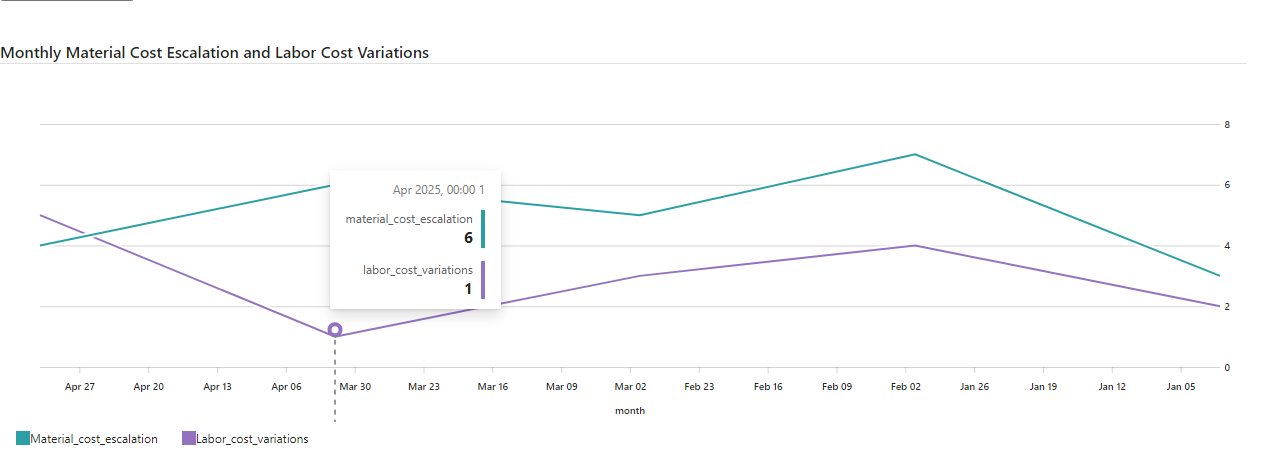 Monthly Material Cost Escalation and Labor Cost Variations
8
Apr 2025, 00:00 1
6
material_cost_escalation
6
4
labor_cost_variations
1
2
0
Apr 27 Apr 20 Apr 13 Apr 06 Mar 30 Mar 23 Mar 16 Mar 09 Mar 02 Feb 23 Feb 16 Feb 09 Feb 02 Jan 26 Jan 19 Jan 12 Jan 05
month
Material_cost_escalation Labor_cost_variations